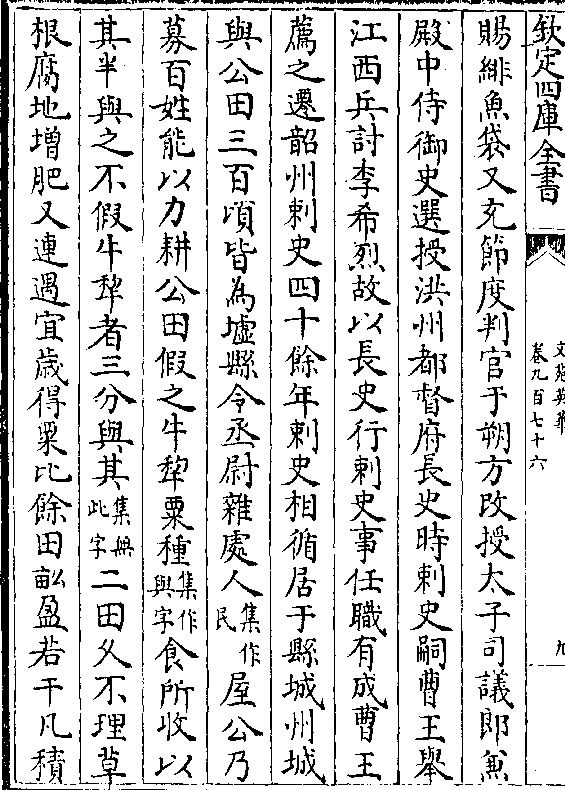 欽定四庫全書
文苑英華
卷九百七十六
九
賜緋魚袋又充節度判官于朔方改授太子司議郎兼
殿中侍御史選授洪州都督府長史時刺史嗣曹王舉
江西兵討李希烈故以長史行刺史事任職有成曹王
薦之遷韶州刺史四十餘年刺史相循居于縣城州城
與公田三百頃皆為墟縣令丞尉雜處人集作民屋公乃
募百姓能以力耕公田假之牛犂粟種集作與字食所收以
其半與之不假牛犂者三分與其集無此字二田久不理草
根腐地增肥又連遇宜歲得粟比餘田畝盈若干凡積